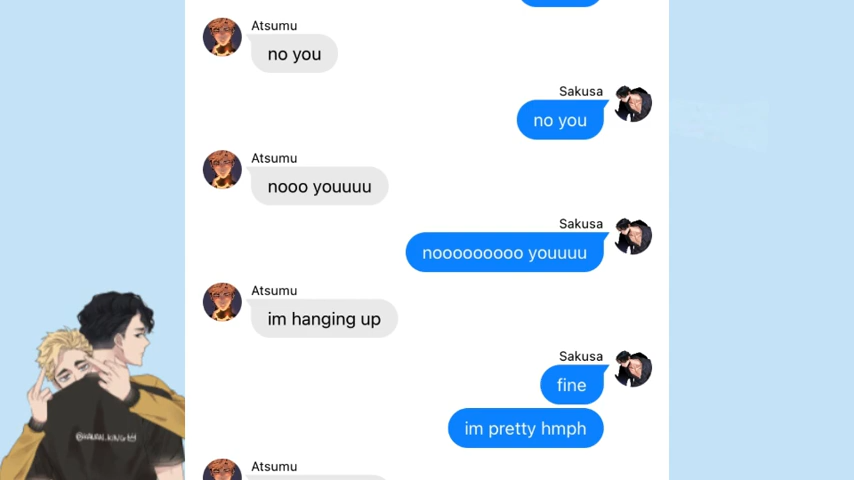 Atsumu
no you
Sakusa
no you
Atsumu
nooo youuuu
Sakusa
nooooooooo youuuu
Atsumu
im hanging up
Sakusa
fine
im pretty hmph
Atsumu